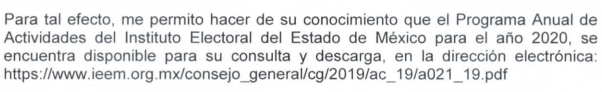 Para tal efecto, me permito hacer de su conocimiento que el Programa Anual de
Actividades del Instituto Electoral del Estado de México para el año 2020, se
encuentra disponible para su consulta y descarga, en la dirección electrónica:
https://www.ieem.org.mx/consejo_general/cg/2019/ac_19/a021_19.pdf